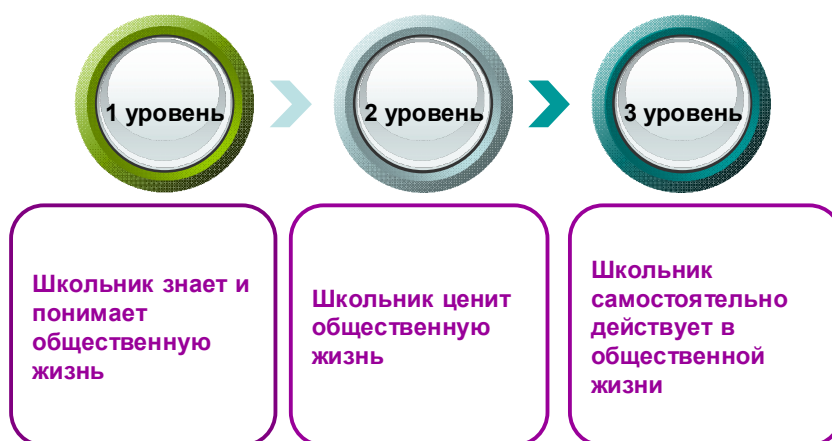 1 уровень
2 уровень
3 уровень
Школьник знает и
понимает
общественную
жизнь
Школьник ценит
общественную
жизнь
Школьник
самостоятельно
действует в
общественной
жизни